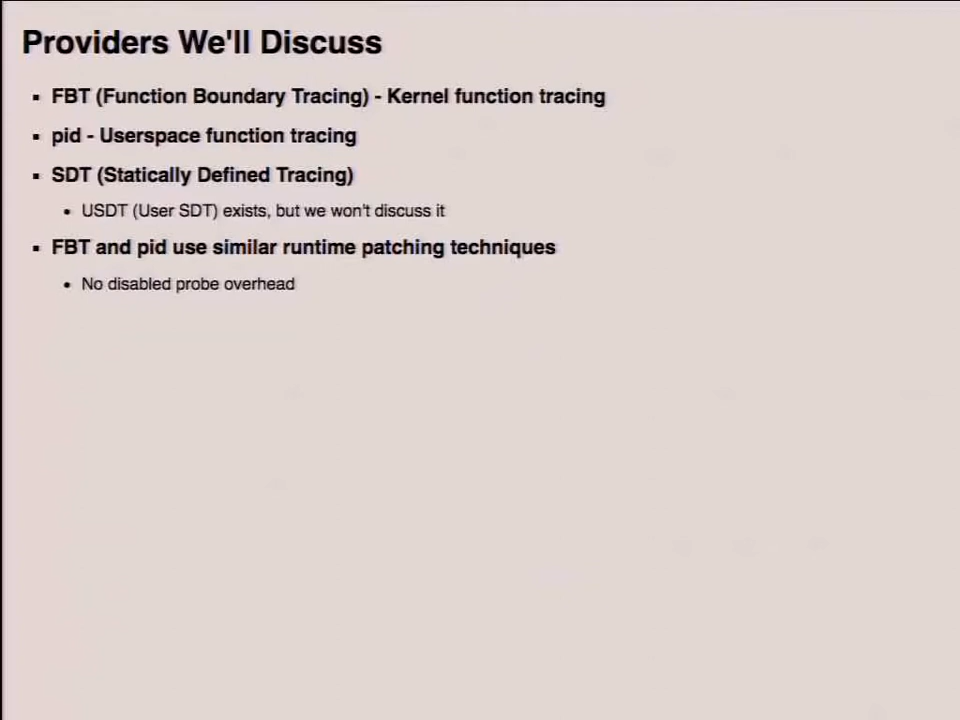 Providers We'll Discuss
FBT (Function Boundary Tracing) - Kernel function tracing
pid - Userspace function tracing
SDT (Statically Defined Tracing)
USDT (User SDT) exists, but we won't discuss it
FBT and pid use similar runtime patching techniques
No disabled probe overhead